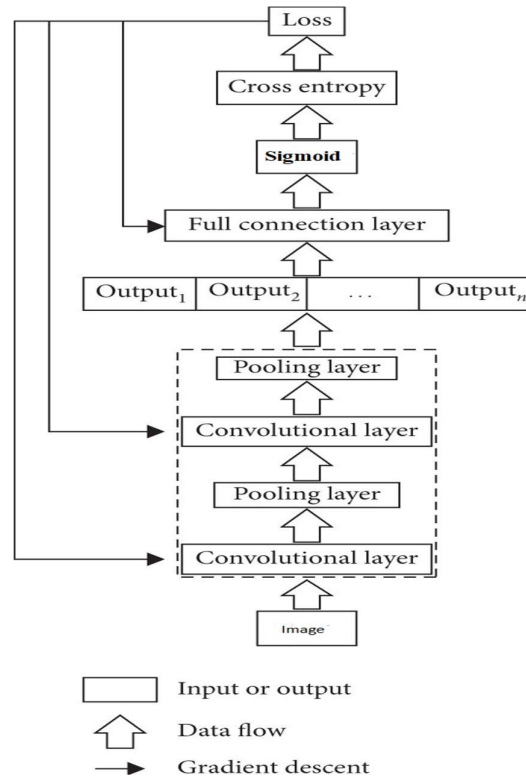 Loss
Cross entropy
Sigmoid
Full connection layer
Output₁ Output₂ ... Outputₙ
Pooling layer
Convolutional layer
Pooling layer
Convolutional layer
Image
Input or output
Data flow
Gradient descent